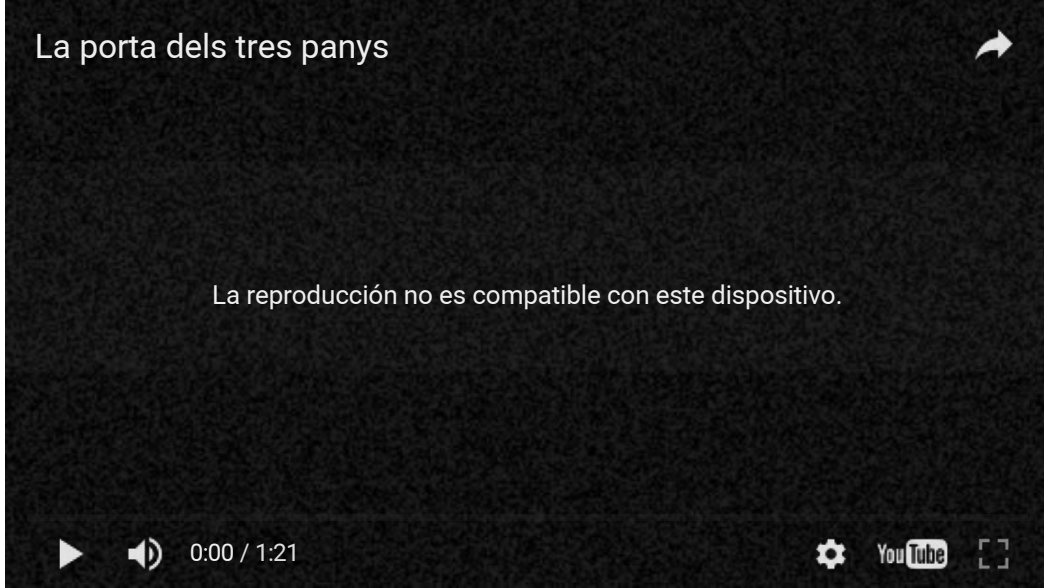 La porta dels tres panys
La reproducción no es compatible con este dispositivo.
0:00 / 1:21
YouTube